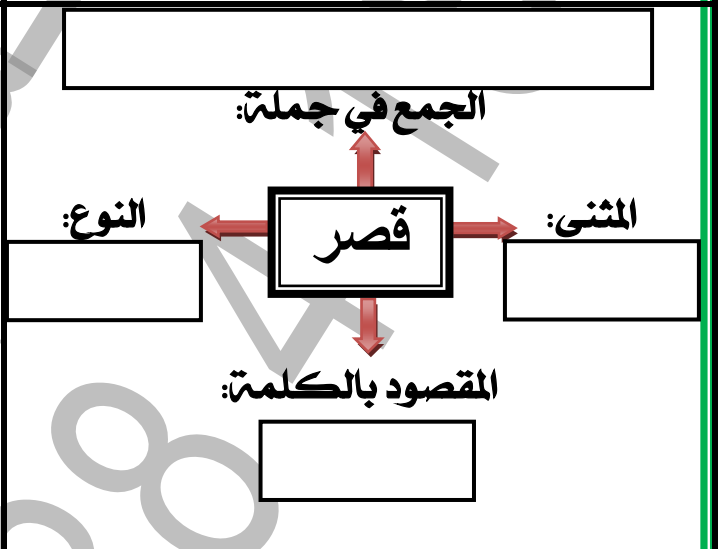 الجمع في جملة:
المثنى:
النوع:
قصر
المقصود بالكلمة: